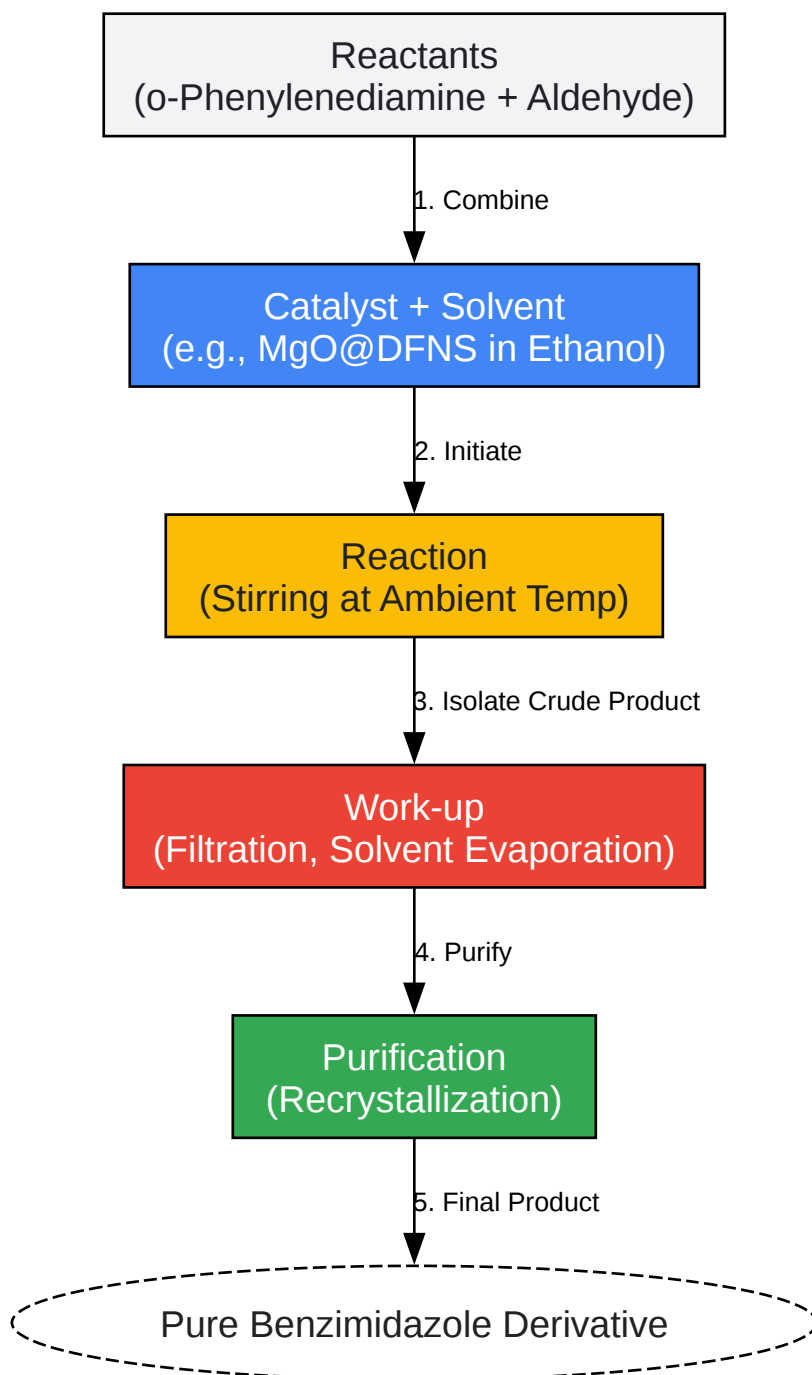 Reactants
(o-Phenylenediamine + Aldehyde)
1. Combine
Catalyst + Solvent
(e.g., MgO@DFNS in Ethanol)
2. Initiate
Reaction
(Stirring at Ambient Temp)
3. Isolate Crude Product
Work-up
(Filtration, Solvent Evaporation)
4. Purify
Purification
(Recrystallization)
5. Final Product
Pure Benzimidazole Derivative